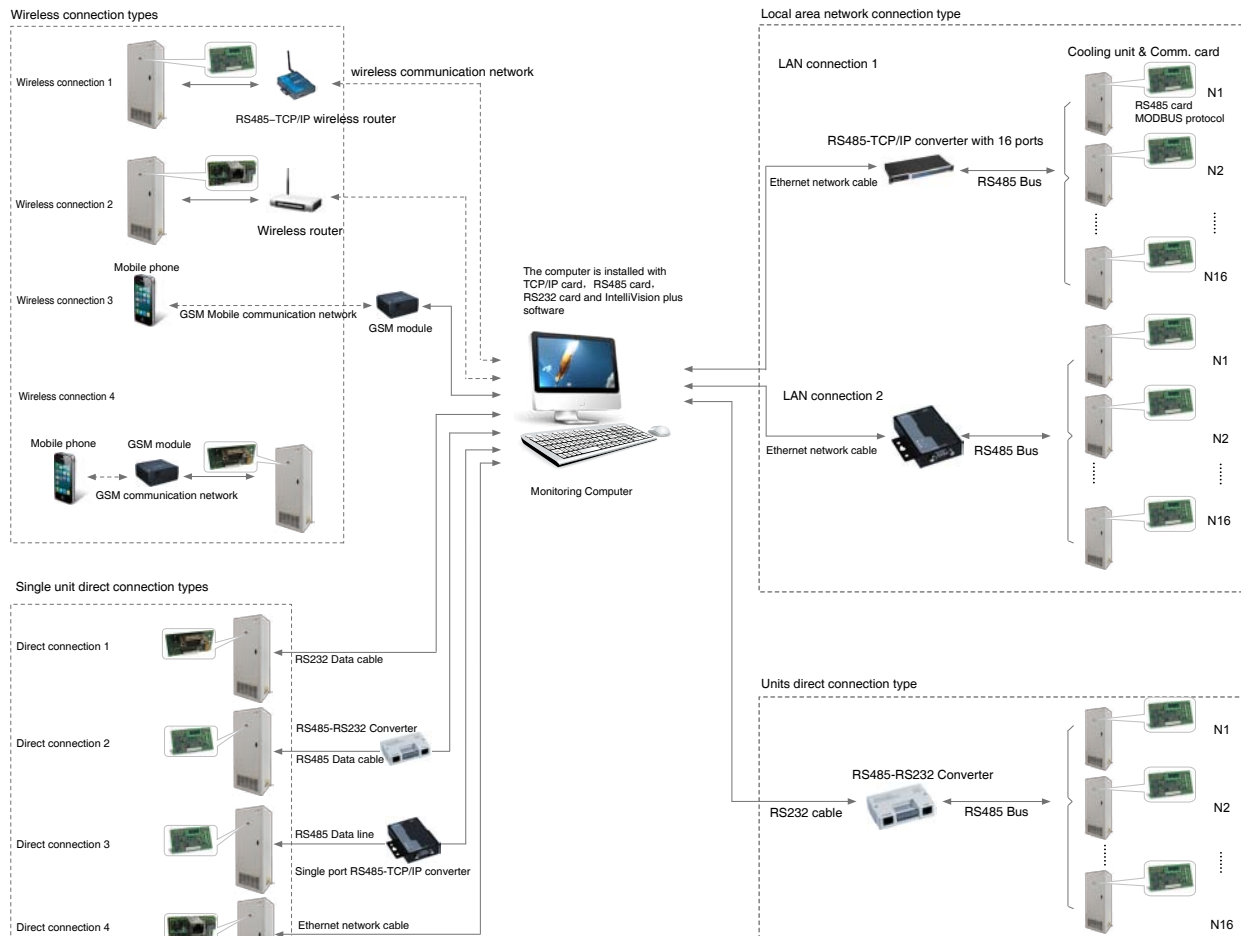 Wireless connection types
Wireless connection 1
wireless communication network
RS485–TCP/IP wireless router
Wireless connection 2
Wireless router
Mobile phone
Wireless connection 3
GSM Mobile communication network
GSM module
Wireless connection 4
Mobile phone
GSM module
GSM communication network
Single unit direct connection types
Direct connection 1
RS232 Data cable
Direct connection 2
RS485-RS232 Converter
RS485 Data cable
Direct connection 3
RS485 Data line
Single port RS485-TCP/IP converter
Direct connection 4
Ethernet network cable
The computer is installed with
TCP/IP card, RS485 card,
RS232 card and IntelliVision plus
software
Monitoring Computer
Local area network connection type
LAN connection 1
Cooling unit & Comm. card
N1
RS485 card
MODBUS protocol
RS485-TCP/IP converter with 16 ports
Ethernet network cable
RS485 Bus
N2
N16
LAN connection 2
N1
Ethernet network cable
RS485 Bus
N2
N16
Units direct connection type
N1
RS485-RS232 Converter
RS232 cable
RS485 Bus
N2
N16